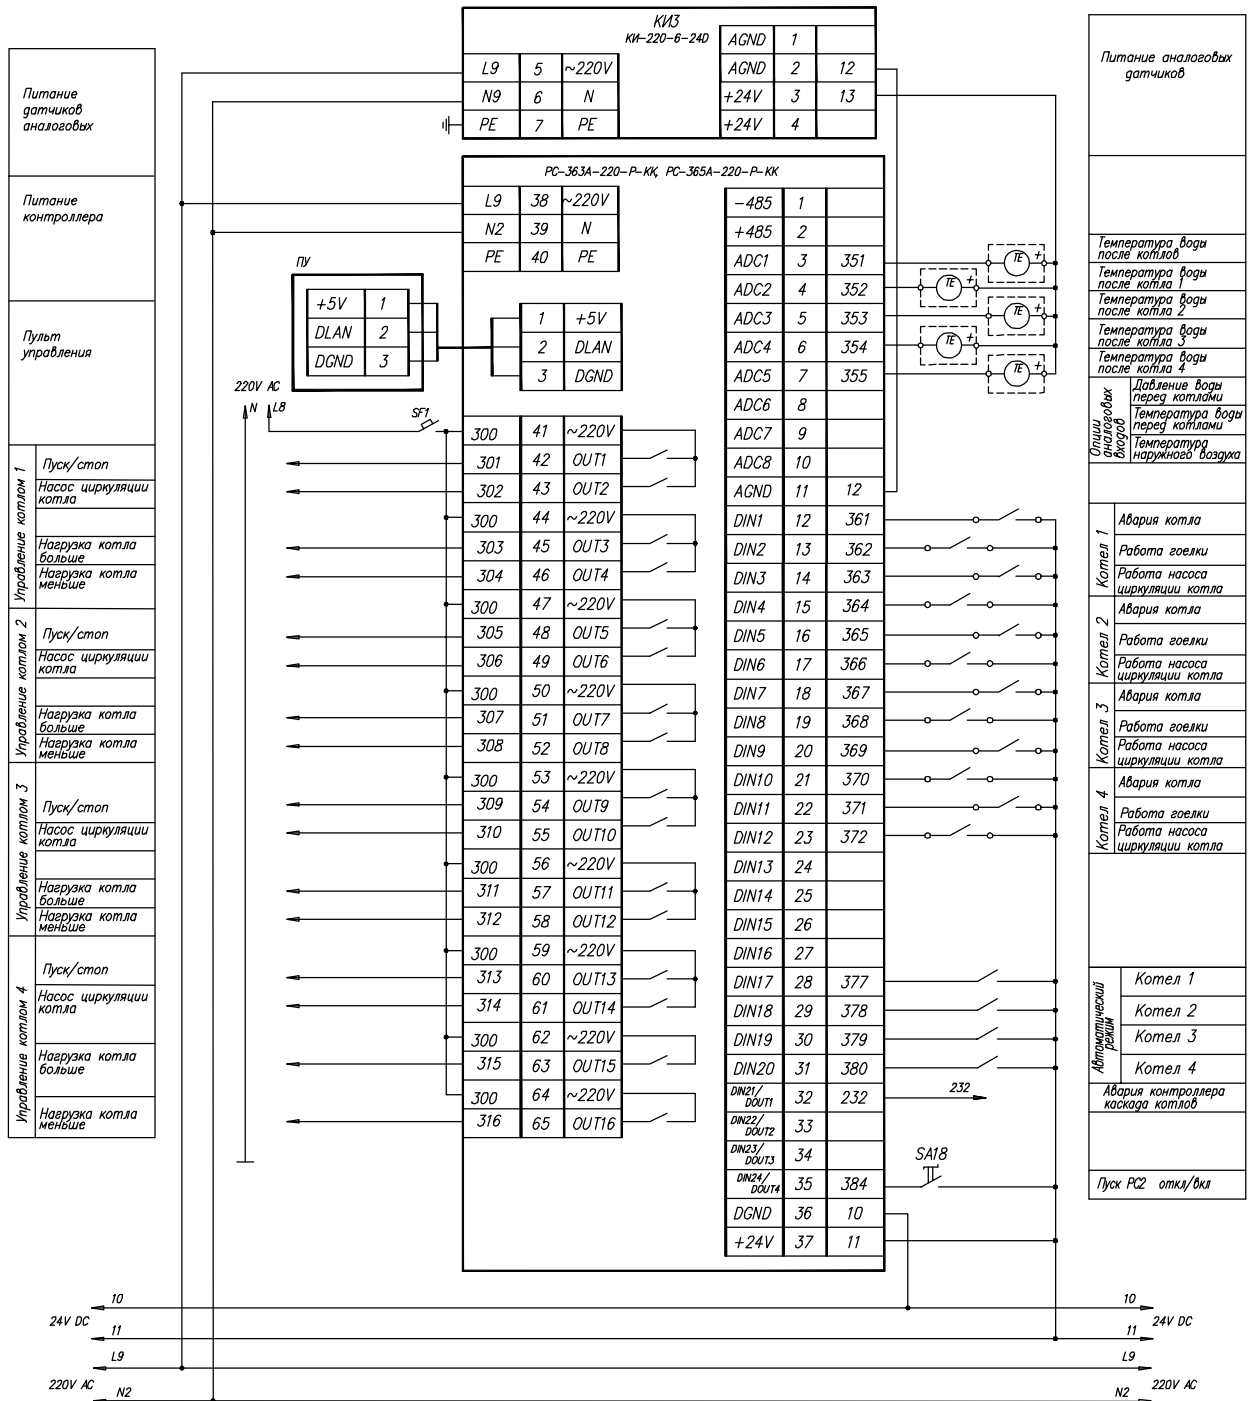 КИ3
КИ-220-6-24D
AGND 1
L9 5 ~220V AGND 2 12
N9 6 N +24V 3 13
PE 7 PE +24V 4
Питание
датчиков
аналоговых
Питание
контроллера
Пульт
управления
Питание аналоговых
датчиков
РС-363А-220-Р-КК, РС-365А-220-Р-КК
L9 38 ~220V
N2 39 N
PE 40 PE
ПУ
+5V 1
DLAN 2
DGND 3
1 +5V
2 DLAN
3 DGND
220V AC
N L8
SF1
300 41 ~220V
301 42 OUT1
302 43 OUT2
300 44 ~220V
303 45 OUT3
304 46 OUT4
300 47 ~220V
305 48 OUT5
306 49 OUT6
300 50 ~220V
307 51 OUT7
308 52 OUT8
300 53 ~220V
309 54 OUT9
310 55 OUT10
300 56 ~220V
311 57 OUT11
312 58 OUT12
300 59 ~220V
313 60 OUT13
314 61 OUT14
300 62 ~220V
315 63 OUT15
300 64 ~220V
316 65 OUT16
-485 1
+485 2
ADC1 3 351
ADC2 4 352
ADC3 5 353
ADC4 6 354
ADC5 7 355
ADC6 8
ADC7 9
ADC8 10
AGND 11 12
DIN1 12 361
DIN2 13 362
DIN3 14 363
DIN4 15 364
DIN5 16 365
DIN6 17 366
DIN7 18 367
DIN8 19 368
DIN9 20 369
DIN10 21 370
DIN11 22 371
DIN12 23 372
DIN13 24
DIN14 25
DIN15 26
DIN16 27
DIN17 28 377
DIN18 29 378
DIN19 30 379
DIN20 31 380
DIN21/
DOUT1 32 232
DIN22/
DOUT2 33
DIN23/
DOUT3 34
DIN24/
DOUT4 35 384
DGND 36 10
+24V 37 11
TE +
TE +
TE +
TE +
TE +
232
SA18
Управление котлом 1
Пуск/стоп
Насос циркуляции
котла
Нагрузка котла
больше
Нагрузка котла
меньше
Управление котлом 2
Пуск/стоп
Насос циркуляции
котла
Нагрузка котла
больше
Нагрузка котла
меньше
Управление котлом 3
Пуск/стоп
Насос циркуляции
котла
Нагрузка котла
больше
Нагрузка котла
меньше
Управление котлом 4
Пуск/стоп
Насос циркуляции
котла
Нагрузка котла
больше
Нагрузка котла
меньше
Температура воды
после котлов
Температура воды
после котла 1
Температура воды
после котла 2
Температура воды
после котла 3
Температура воды
после котла 4
Опции
аналоговых
входов
Давление воды
перед котлами
Температура воды
перед котлами
Температура
наружного воздуха
Котел 1
Авария котла
Работа гоелки
Работа насоса
циркуляции котла
Котел 2
Авария котла
Работа гоелки
Работа насоса
циркуляции котла
Котел 3
Авария котла
Работа гоелки
Работа насоса
циркуляции котла
Котел 4
Авария котла
Работа гоелки
Работа насоса
циркуляции котла
Автоматический
режим
Котел 1
Котел 2
Котел 3
Котел 4
Авария контроллера
каскада котлов
Пуск РС2 откл/вкл
10 10
24V DC 24V DC
11 11
L9 L9
220V AC 220V AC
N2 N2